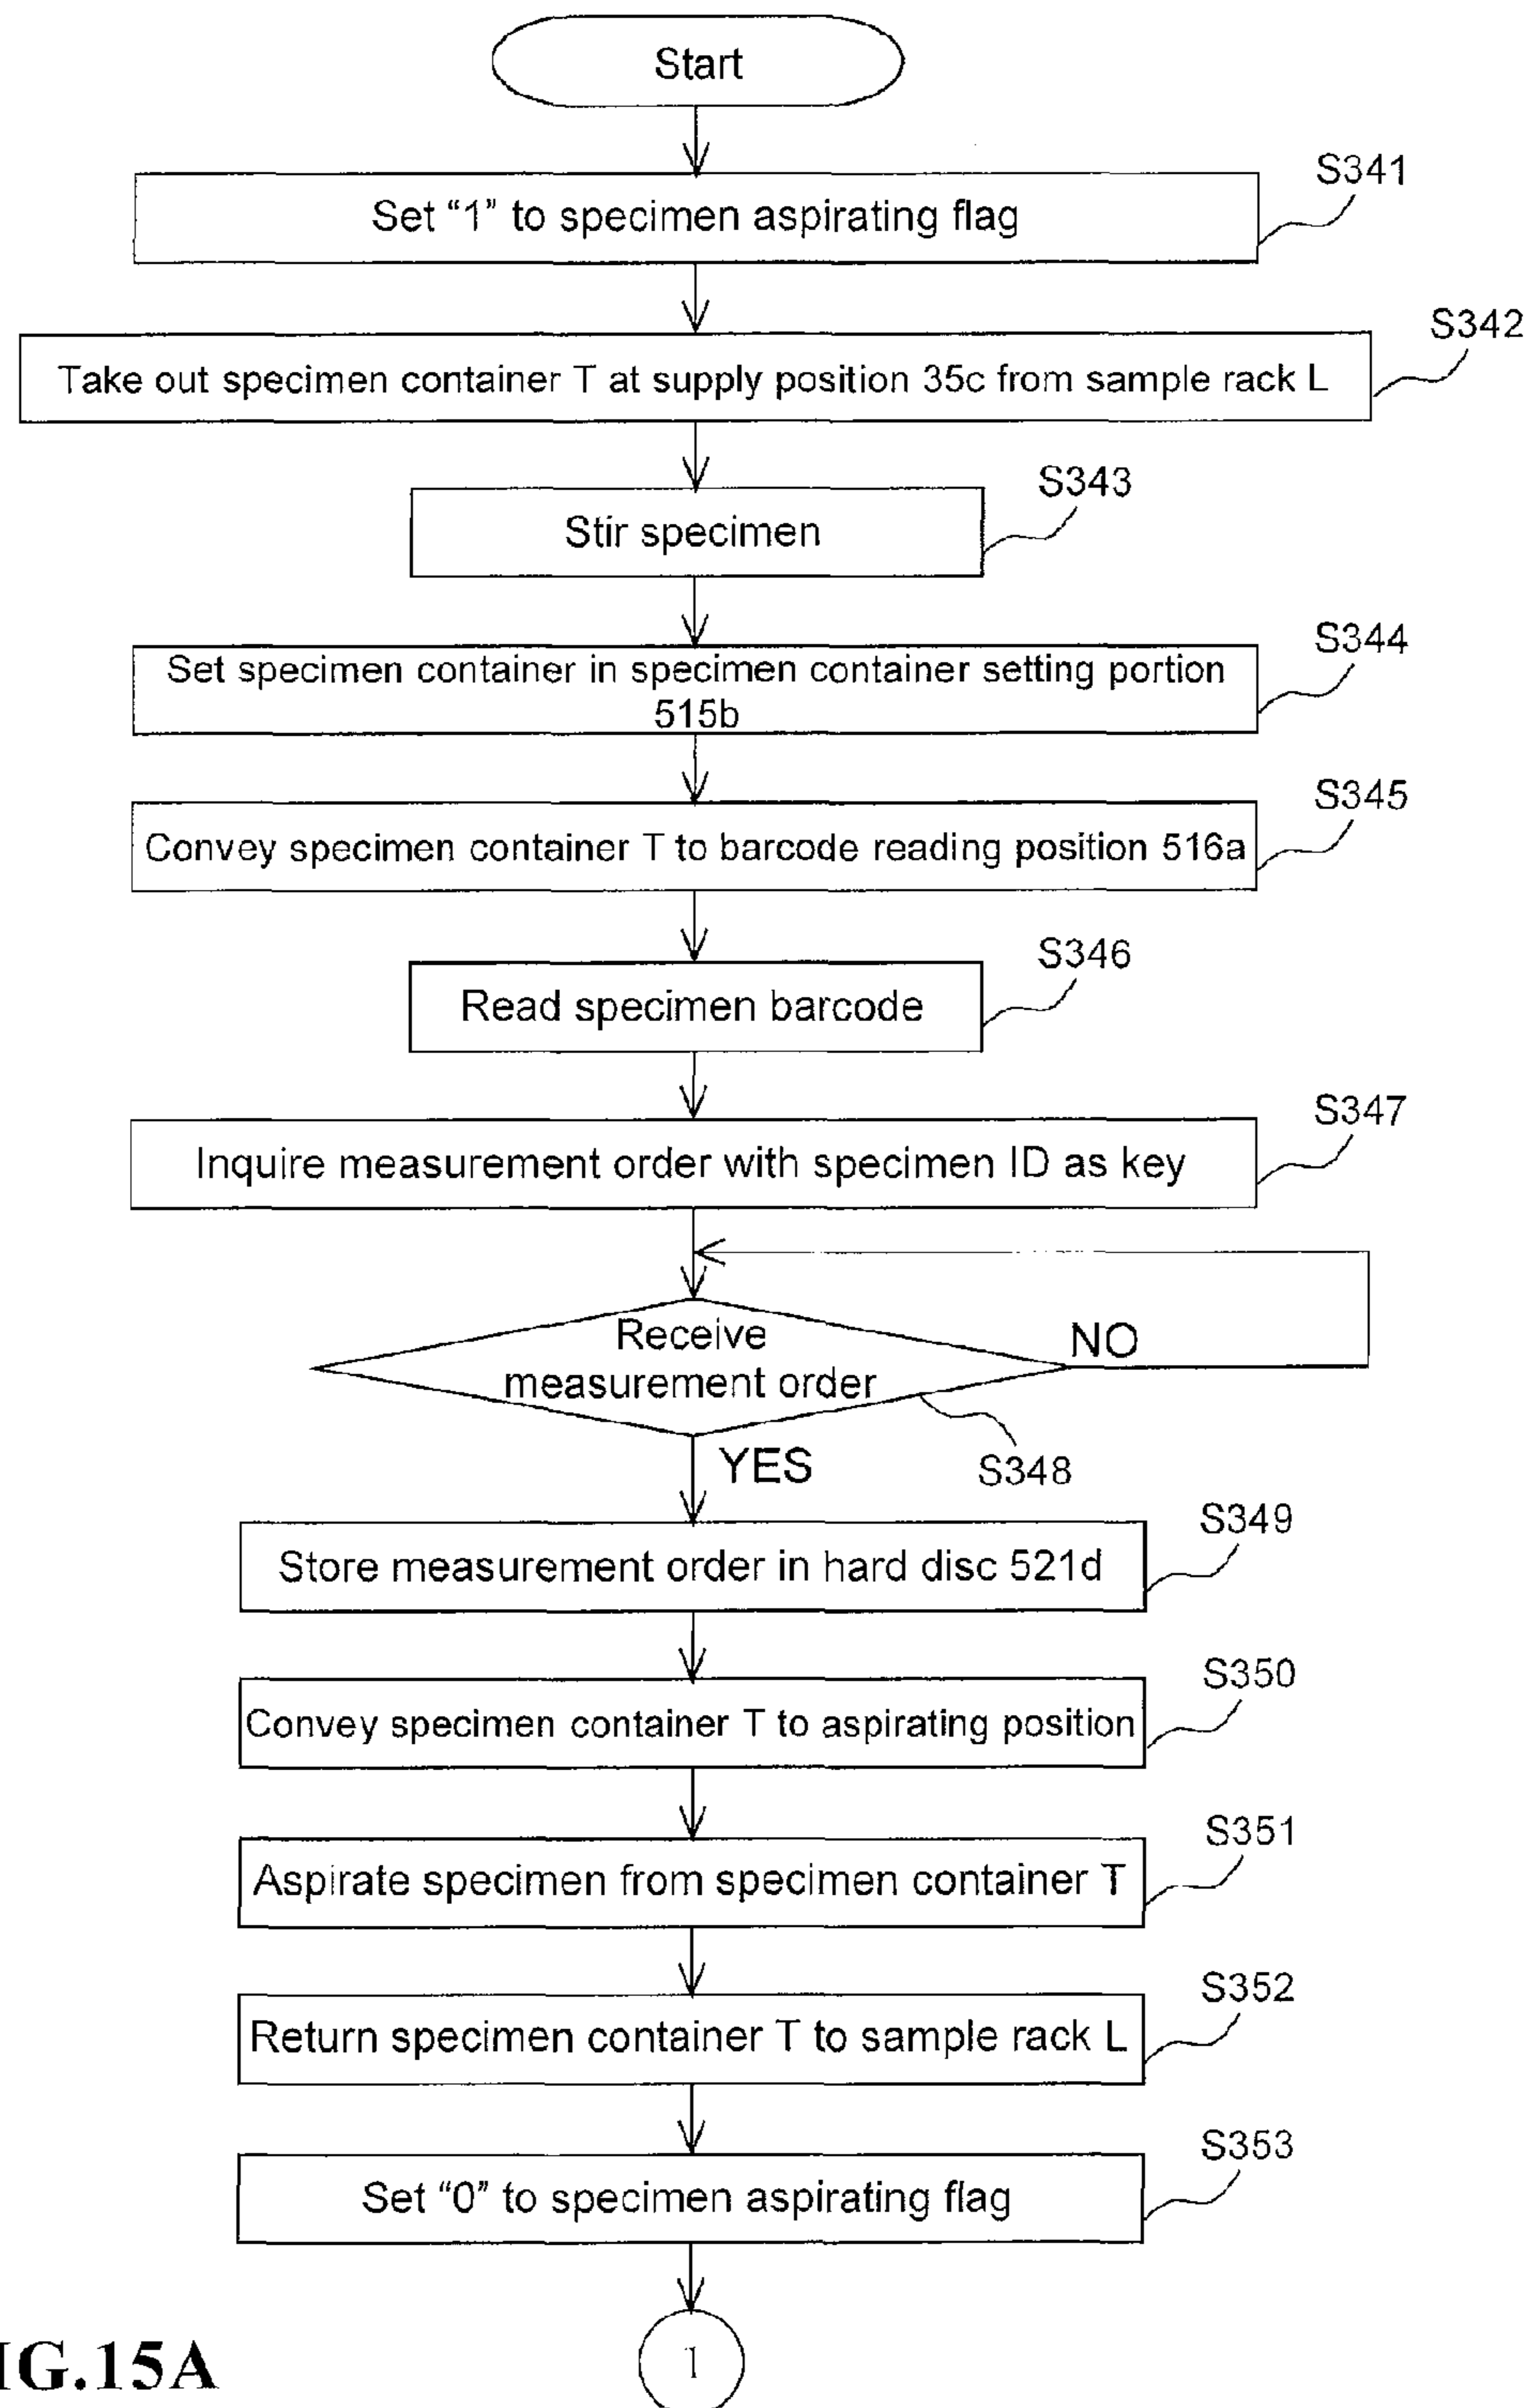 Start
S341
Set “1” to specimen aspirating flag
S342
Take out specimen container T at supply position 35c from sample rack L
S343
Stir specimen
S344
Set specimen container in specimen container setting portion
515b
S345
Convey specimen container T to barcode reading position 516a
S346
Read specimen barcode
S347
Inquire measurement order with specimen ID as key
Receive
measurement order
NO
YES
S348
S349
Store measurement order in hard disc 521d
S350
Convey specimen container T to aspirating position
S351
Aspirate specimen from specimen container T
S352
Return specimen container T to sample rack L
S353
Set “0” to specimen aspirating flag
1
IG.15A